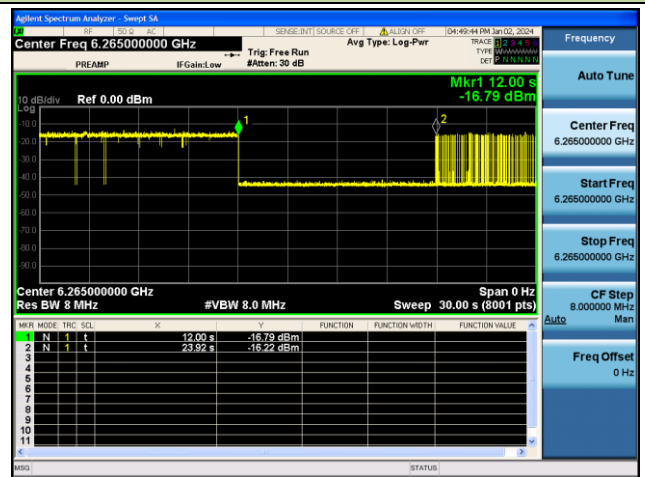 Agilent Spectrum Analyzer - Swept SA
RF 50 Ω AC SENSE:INT SOURCE OFF ALIGN OFF 04:49:44 PM Jan 02, 2024
Center Freq 6.265000000 GHz
Trig: Free Run
Avg Type: Log-Pwr
TRACE 1 2 3 4 5 6
TYPE
PREAMP IFGain:Low #Atten: 30 dB DET P N N N N N
Frequency
Auto Tune
Mkr1 12.00 s
-16.79 dBm
10 dB/div Ref 0.00 dBm
Log
-10.0
-20.0
-30.0
-50.0
-60.0
-70.0
-80.0
-90.0
1
2
Center Freq
6.265000000 GHz
Start Freq
6.265000000 GHz
Stop Freq
6.265000000 GHz
CF Step
8.000000 MHz
Auto Man
Freq Offset
0 Hz
Center 6.265000000 GHz Span 0 Hz
Res BW 8 MHz #VBW 8.0 MHz Sweep 30.00 s (8001 pts)
MKR MODE TRC SCL X Y FUNCTION FUNCTION WIDTH FUNCTION VALUE
1 N 1 t 12.00 s -16.79 dBm
2 N 1 t 23.92 s -16.22 dBm
3
4
5
6
7
8
9
10
11
MSG STATUS